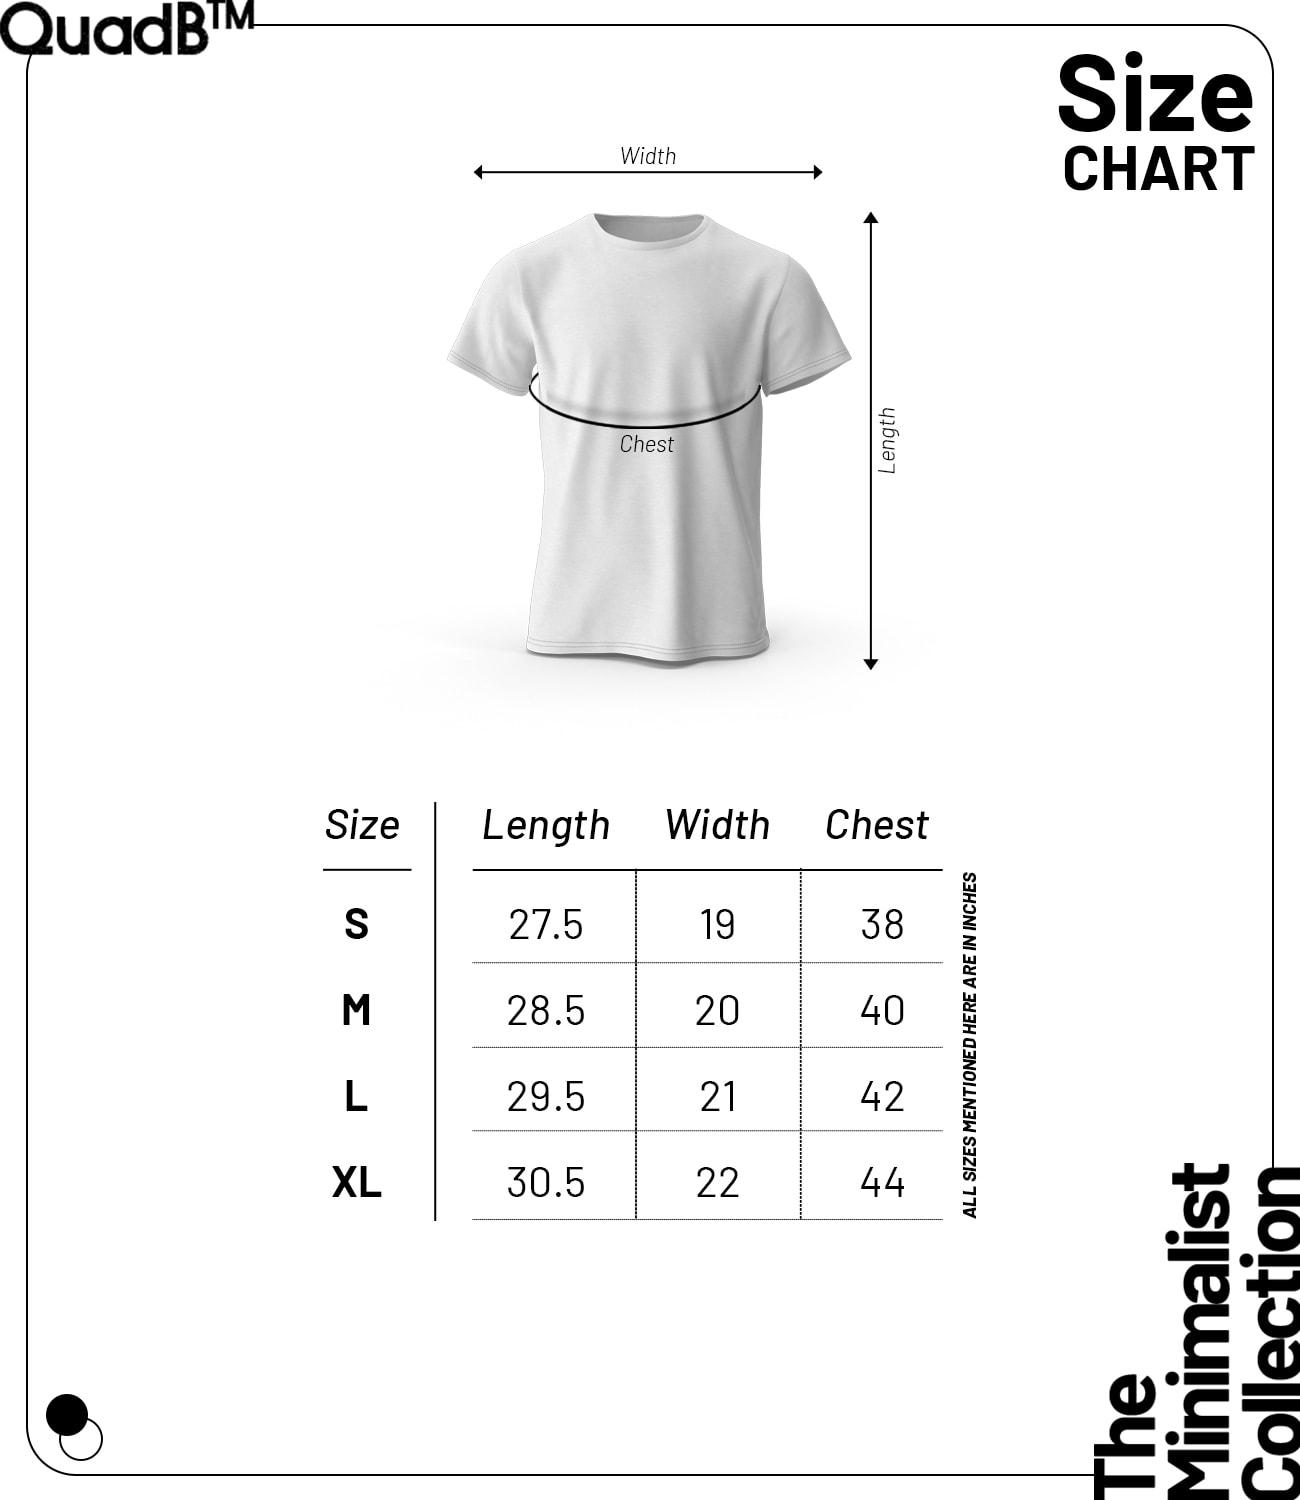 QuadB™
Size
CHART
Width
Length
Chest
Size Length Width Chest
S 27.5 19 38
M 28.5 20 40
L 29.5 21 42
XL 30.5 22 44
ALL SIZES MENTIONED HERE ARE IN INCHES
The
Minimalist
Collection